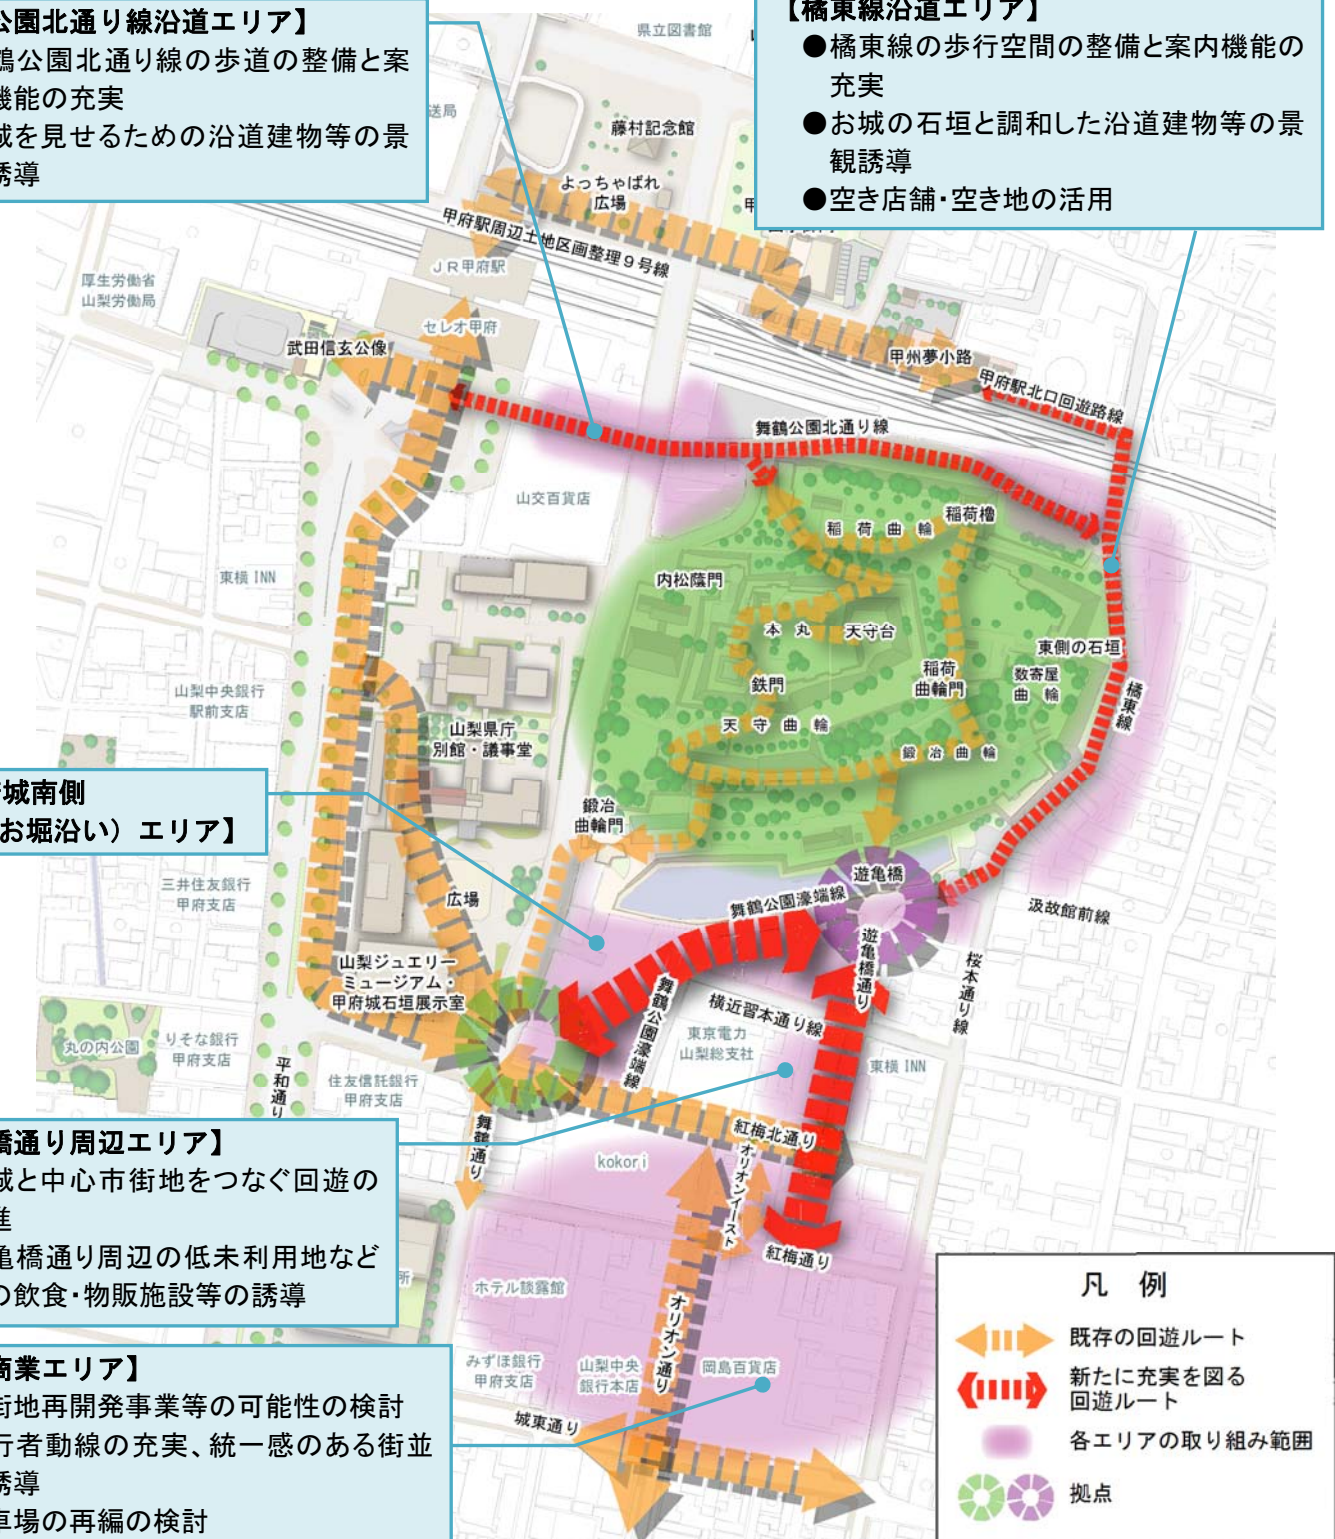 公園北通り線沿道エリア】
鶴公園北通り線の歩道の整備と案
機能の充実
城を見せるための沿道建物等の景
誘導
【橘東線沿道エリア】
●橘東線の歩行空間の整備と案内機能の
充実
●お城の石垣と調和した沿道建物等の景
観誘導
●空き店舗・空き地の活用
県立図書館
送局
藤村記念館
よっちゃばれ
広場
甲府駅周辺土地区画整理9号線
JR甲府駅
厚生労働省
山梨労働局
セレオ甲府
武田信玄公像
甲州夢小路
甲府駅北口回遊路線
舞鶴公園北通り線
山交百貨店
稲荷曲輪
稲荷櫓
東横 INN
内松蔭門
本丸
天守台
東側の石垣
稲荷
曲輪門
数寄屋
曲輪
鉄門
橘東線
山梨中央銀行
駅前支店
山梨県庁
別館・議事堂
天守曲輪
鍛冶曲輪
城南側
お堀沿い）エリア】
鍛冶
曲輪門
三井住友銀行
甲府支店
広場
遊亀橋
舞鶴公園濠端線
汲故館前線
遊亀橋通り
桜本通り線
山梨ジュエリー
ミュージアム・
甲府城石垣展示室
舞鶴公園濠端線
横近習本通り線
東京電力
山梨総支社
東横 INN
丸の内公園
りそな銀行
甲府支店
平和通り
住友信託銀行
甲府支店
舞鶴通り
紅梅北通り
橋通り周辺エリア】
城と中心市街地をつなぐ回遊の
進
亀橋通り周辺の低未利用地など
の飲食・物販施設等の誘導
kokori
オリオンイースト
紅梅通り
所
ホテル談露館
オリオン通り
みずほ銀行
甲府支店
山梨中央
銀行本店
岡島百貨店
城東通り
商業エリア】
街地再開発事業等の可能性の検討
行者動線の充実、統一感のある街並
誘導
車場の再編の検討
凡 例
既存の回遊ルート
新たに充実を図る
回遊ルート
各エリアの取り組み範囲
拠点